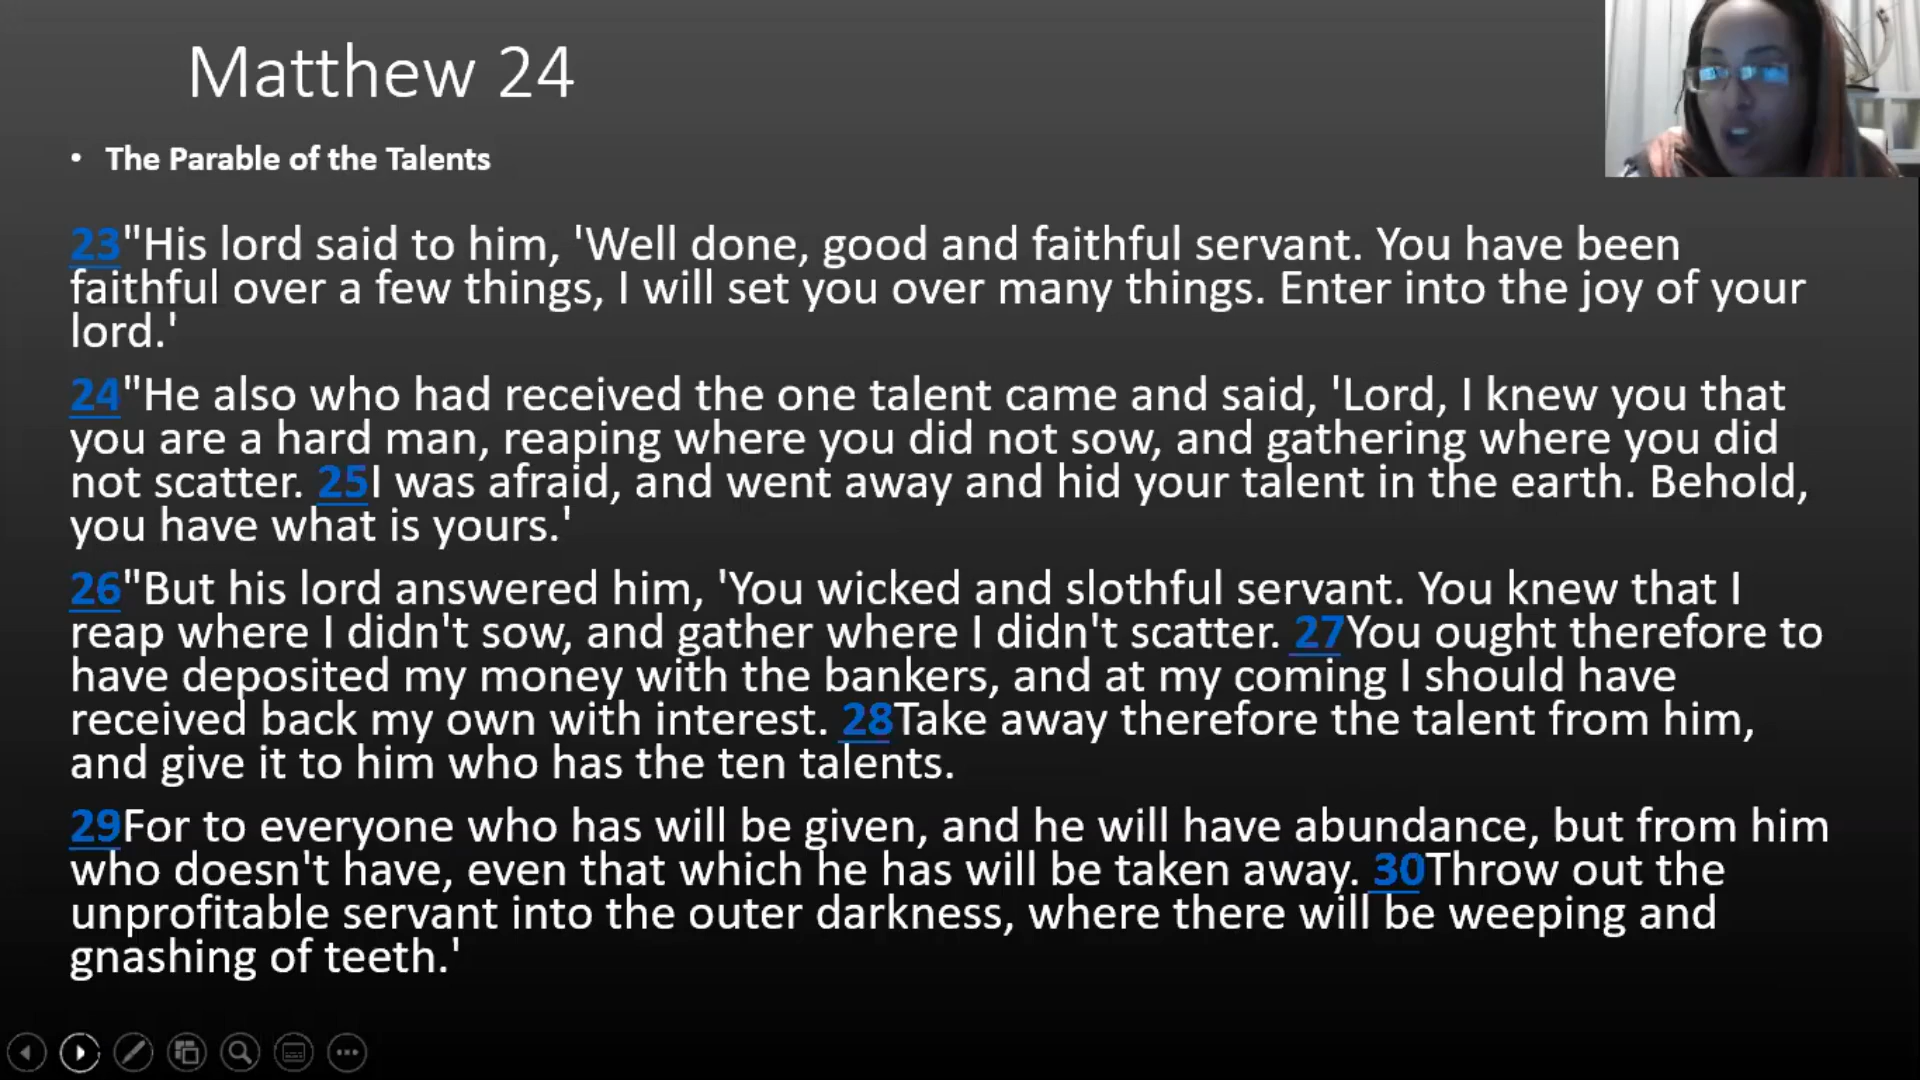 Matthew 24
• The Parable of the Talents
23"His lord said to him, 'Well done, good and faithful servant. You have been
faithful over a few things, I will set you over many things. Enter into the joy of your
lord.'
24"He also who had received the one talent came and said, 'Lord, I knew you that
you are a hard man, reaping where you did not sow, and gathering where you did
not scatter. 25I was afraid, and went away and hid your talent in the earth. Behold,
you have what is yours.'
26"But his lord answered him, 'You wicked and slothful servant. You knew that I
reap where I didn't sow, and gather where I didn't scatter. 27You ought therefore to
have deposited my money with the bankers, and at my coming I should have
received back my own with interest. 28Take away therefore the talent from him,
and give it to him who has the ten talents.
29For to everyone who has will be given, and he will have abundance, but from him
who doesn't have, even that which he has will be taken away. 30Throw out the
unprofitable servant into the outer darkness, where there will be weeping and
gnashing of teeth.'